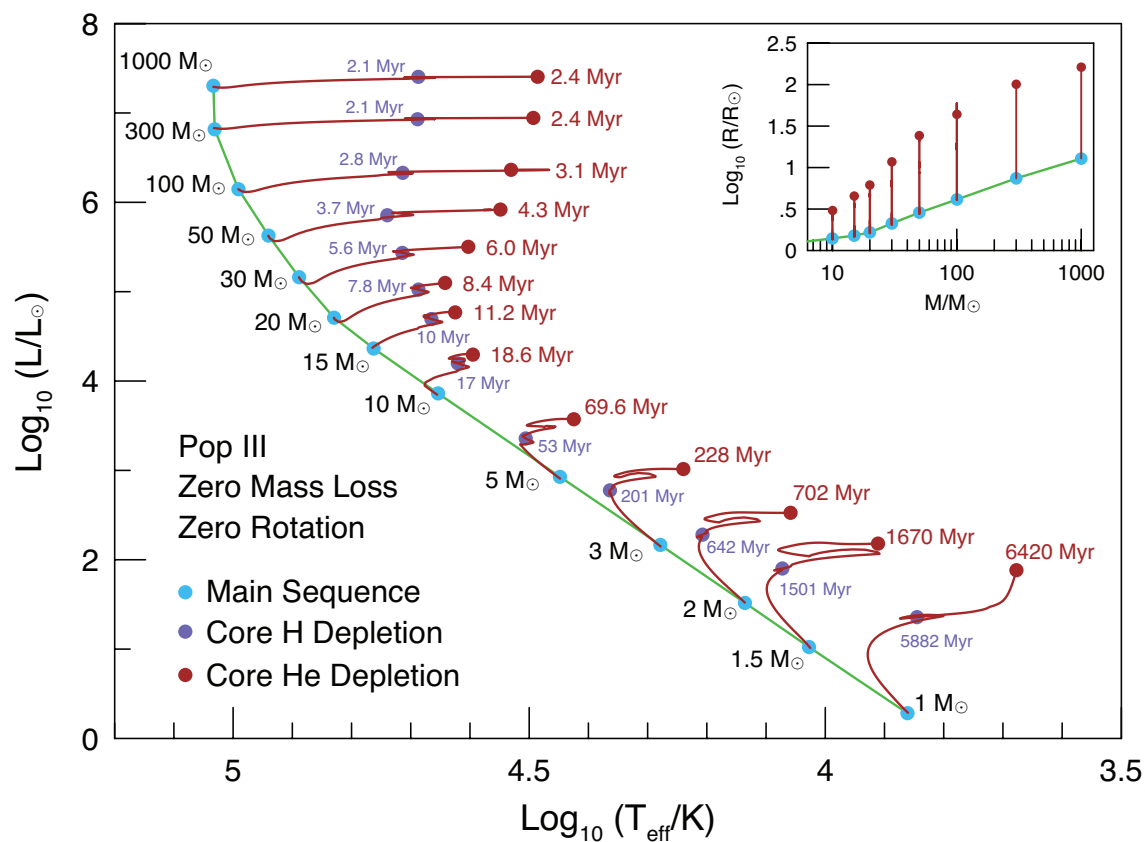 8
6
4
2
0
Log₁₀ (L/L☉)
5
4.5
4
3.5
Log₁₀ (T_eff/K)
1000 M☉
2.1 Myr
2.4 Myr
300 M☉
2.1 Myr
2.4 Myr
100 M☉
2.8 Myr
3.1 Myr
50 M☉
3.7 Myr
4.3 Myr
30 M☉
5.6 Myr
6.0 Myr
20 M☉
7.8 Myr
8.4 Myr
15 M☉
10 Myr
11.2 Myr
10 M☉
17 Myr
18.6 Myr
5 M☉
53 Myr
69.6 Myr
3 M☉
201 Myr
228 Myr
2 M☉
642 Myr
702 Myr
1.5 M☉
1501 Myr
1670 Myr
1 M☉
5882 Myr
6420 Myr
Pop III
Zero Mass Loss
Zero Rotation
Main Sequence
Core H Depletion
Core He Depletion
2.5
2
1.5
1
.5
0
Log₁₀ (R/R☉)
10
100
1000
M/M☉